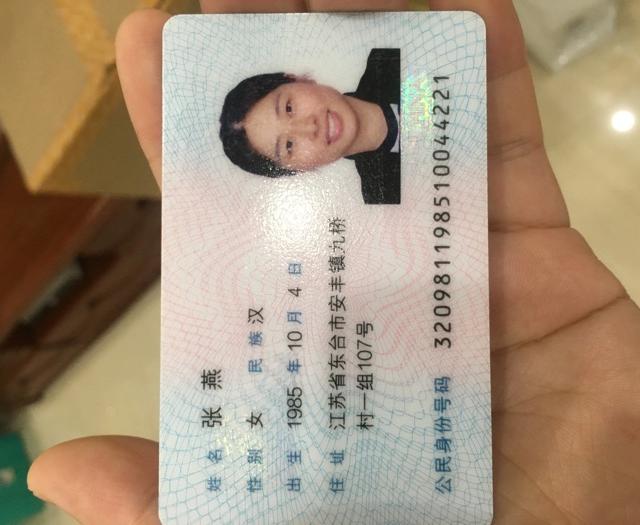 姓名 张燕
性别 女 民族 汉
出生 1985 年 10 月 4 日
住址 江苏省东台市安丰镇九桥
村一组107号
公民身份号码 320981198510044221